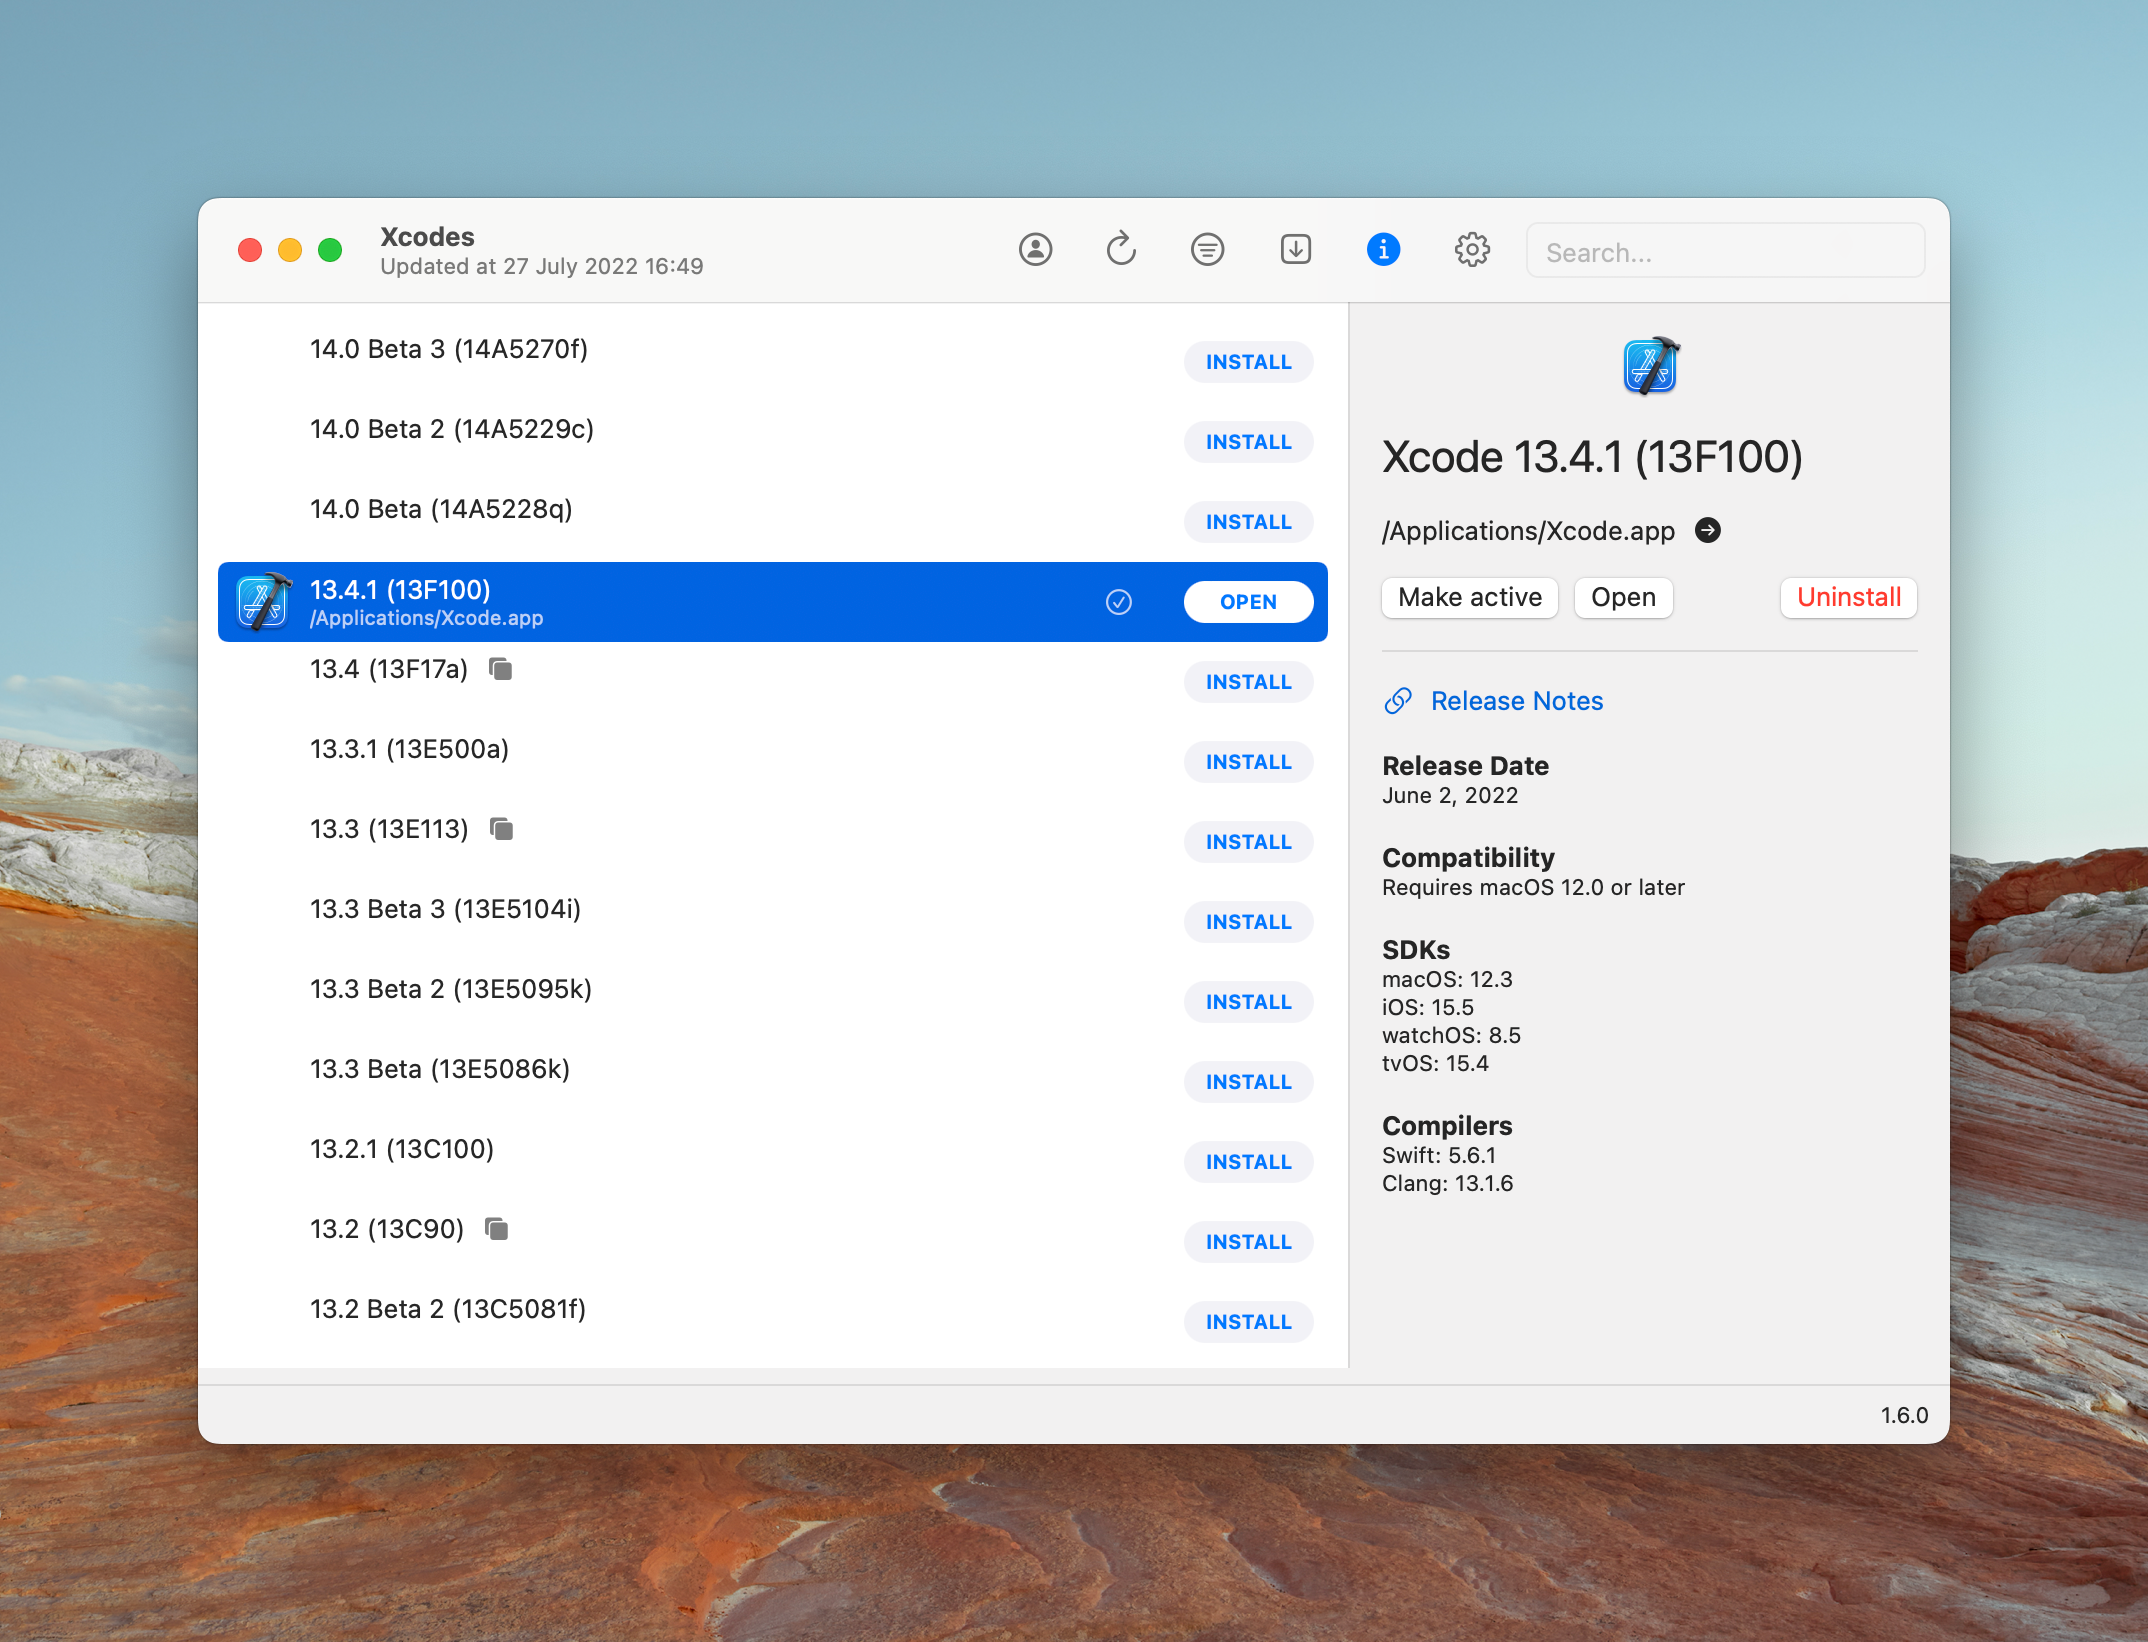 Xcodes
Updated at 27 July 2022 16:49
Search...
14.0 Beta 3 (14A5270f)
INSTALL
14.0 Beta 2 (14A5229c)
INSTALL
14.0 Beta (14A5228q)
INSTALL
13.4.1 (13F100)
/Applications/Xcode.app
OPEN
13.4 (13F17a)
INSTALL
13.3.1 (13E500a)
INSTALL
13.3 (13E113)
INSTALL
13.3 Beta 3 (13E5104i)
INSTALL
13.3 Beta 2 (13E5095k)
INSTALL
13.3 Beta (13E5086k)
INSTALL
13.2.1 (13C100)
INSTALL
13.2 (13C90)
INSTALL
13.2 Beta 2 (13C5081f)
INSTALL
Xcode 13.4.1 (13F100)
/Applications/Xcode.app
Make active
Open
Uninstall
Release Notes
Release Date
June 2, 2022
Compatibility
Requires macOS 12.0 or later
SDKs
macOS: 12.3
iOS: 15.5
watchOS: 8.5
tvOS: 15.4
Compilers
Swift: 5.6.1
Clang: 13.1.6
1.6.0